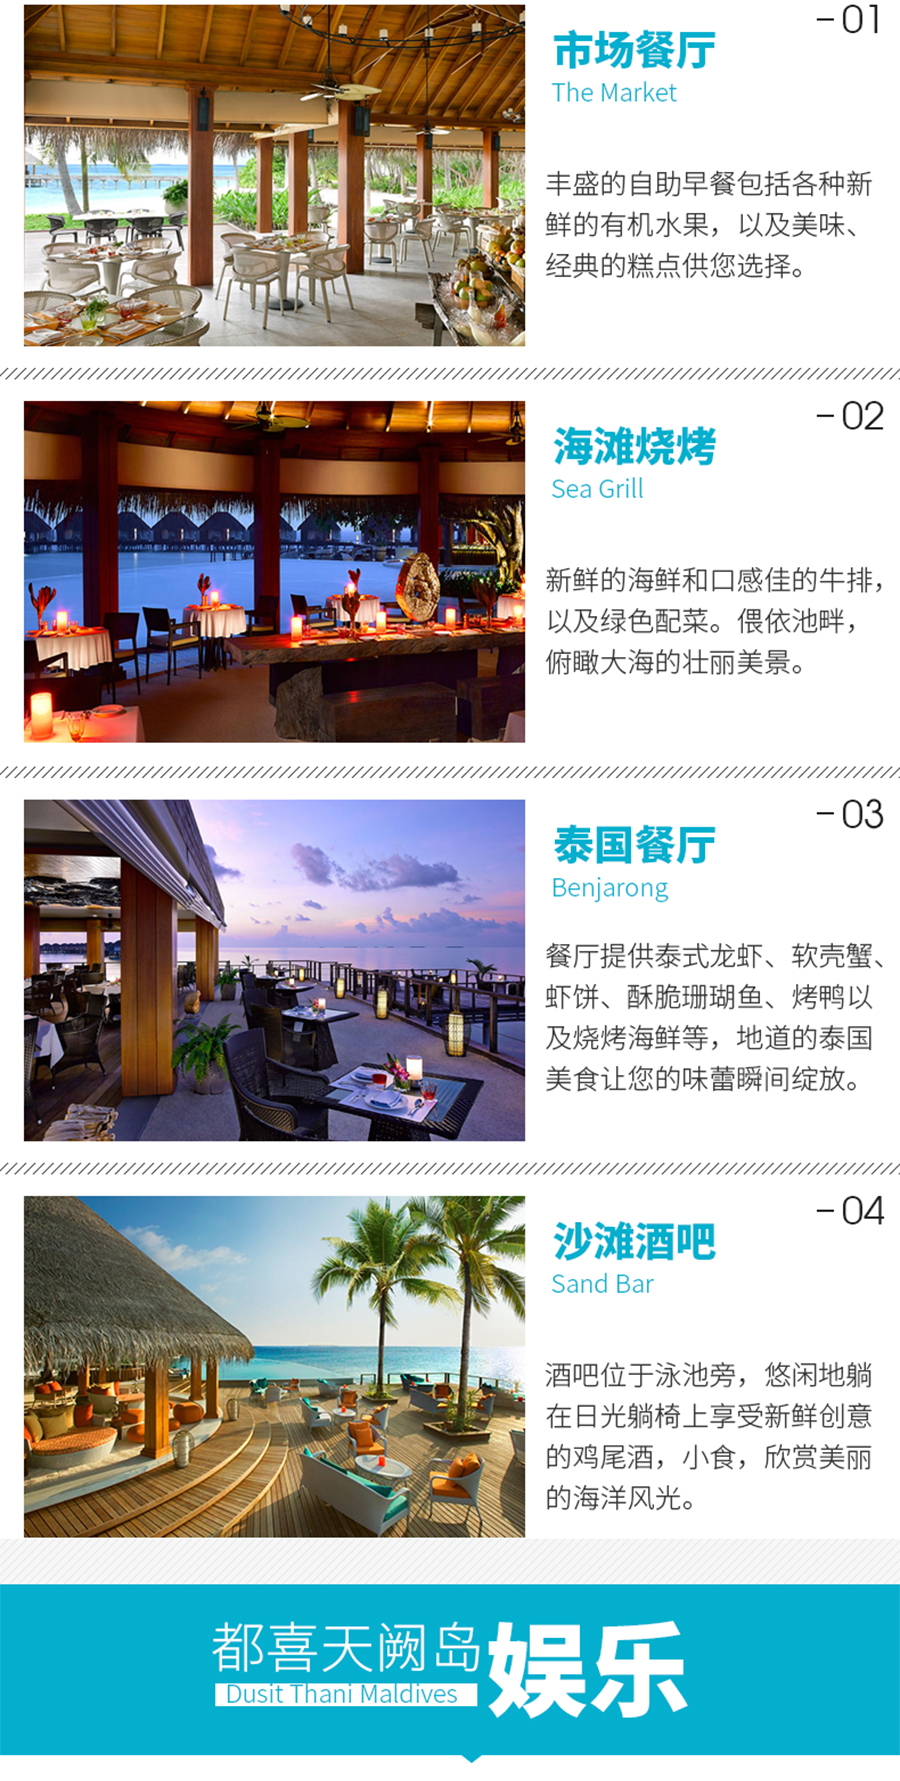 -01
市场餐厅
The Market
丰盛的自助早餐包括各种新
鲜的有机水果，以及美味、
经典的糕点供您选择。
-02
海滩烧烤
Sea Grill
新鲜的海鲜和口感佳的牛排，
以及绿色配菜。偎依池畔，
俯瞰大海的壮丽美景。
-03
泰国餐厅
Benjarong
餐厅提供泰式龙虾、软壳蟹、
虾饼、酥脆珊瑚鱼、烤鸭以
及烧烤海鲜等，地道的泰国
美食让您的味蕾瞬间绽放。
-04
沙滩酒吧
Sand Bar
酒吧位于泳池旁，悠闲地躺
在日光躺椅上享受新鲜创意
的鸡尾酒，小食，欣赏美丽
的海洋风光。
都喜天阙岛娱乐
Dusit Thani Maldives